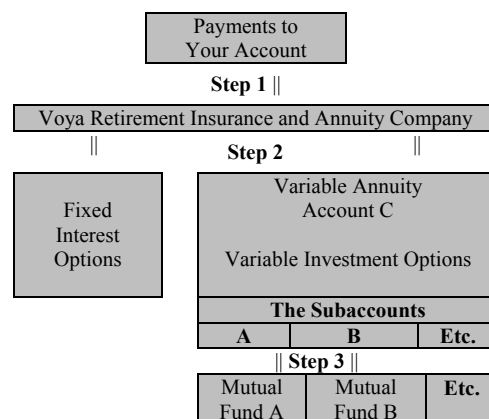 Payments to
Your Account
Step 1 ||
Voya Retirement Insurance and Annuity Company
|| Step 2 ||
Fixed
Interest
Options
Variable Annuity
Account C
Variable Investment Options
The Subaccounts
A B Etc.
|| Step 3 ||
Mutual
Fund A
Mutual
Fund B
Etc.